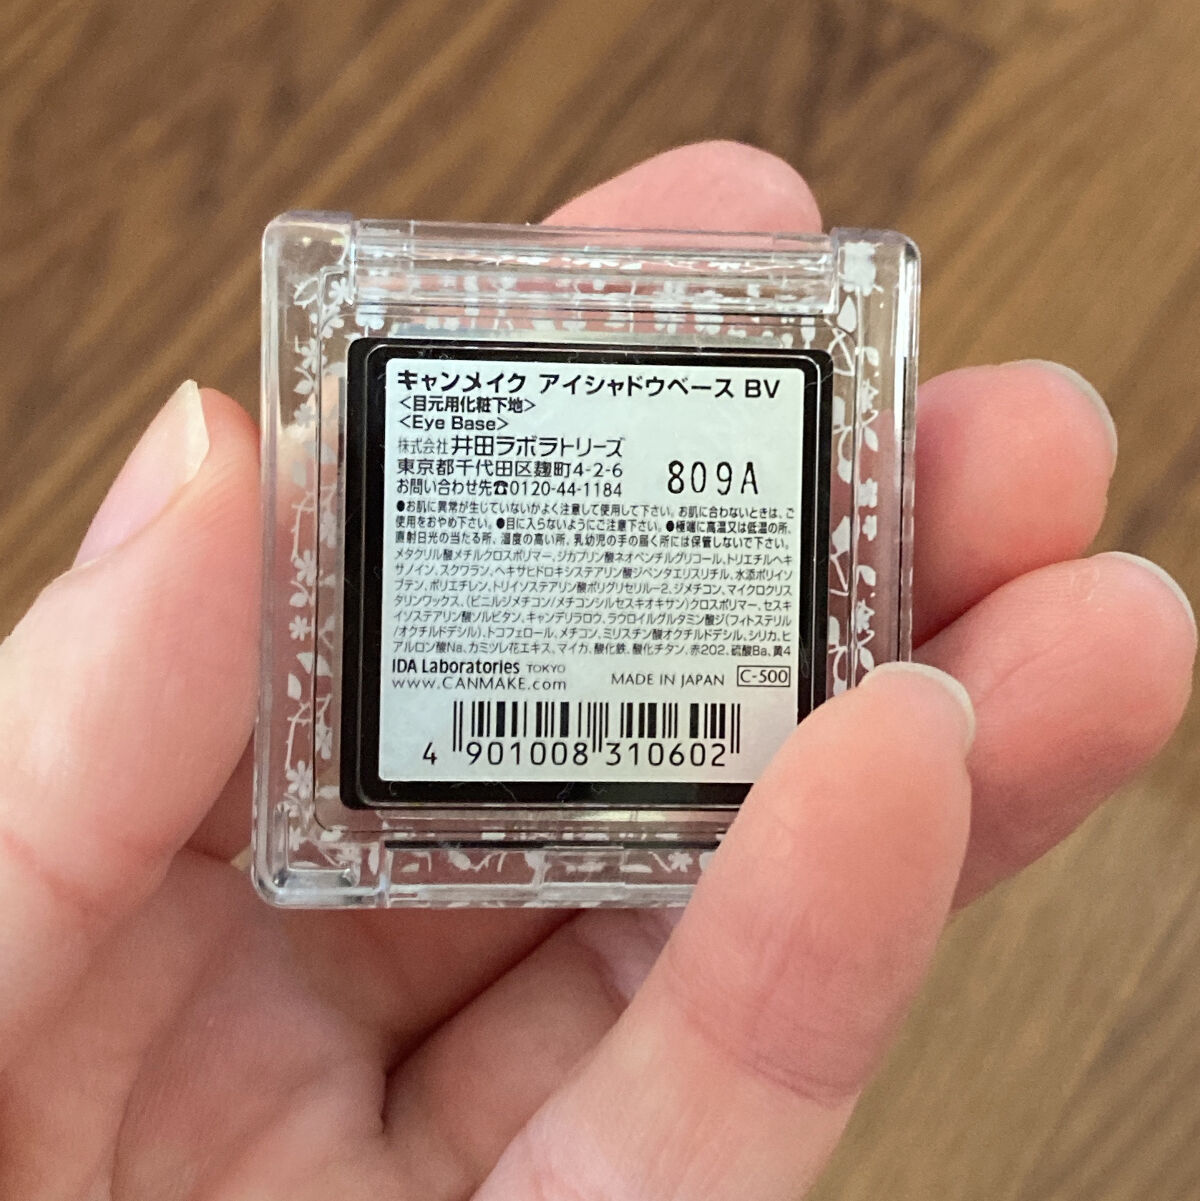 キャンメイク アイシャドウベース BV
<目元用化粧下地>
<Eye Base>
株式会社 井田ラボラトリーズ
東京都千代田区麹町4-2-6
お問い合わせ先☎0120-44-1184
809A
●お肌に異常が生じていないかよく注意して使用して下さい。お肌に合わないときは、ご
使用をおやめ下さい。●目に入らないようにご注意下さい。●極端に高温又は低温の所、
直射日光の当たる所、湿度の高い所、乳幼児の手の届く所には保管しないで下さい。
メタクリル酸メチルクロスポリマー、ジカプリン酸ネオペンチルグリコール、トリエチルヘキ
サノイン、スクワラン、ヘキサヒドロキシステアリン酸ジペンタエリスリチル、水添ポリイソ
ブテン、ポリエチレン、トリイソステアリン酸ポリグリセリル-2、ジメチコン、マイクロクリス
タリンワックス、(ビニルジメチコン/メチコンシルセスキオキサン)クロスポリマー、セスキ
イソステアリン酸ソルビタン、キャンデリラロウ、ラウロイルグルタミン酸ジ(フィトステリル
/オクチルドデシル)、トコフェロール、メチコン、ミリスチン酸オクチルドデシル、シリカ、ヒ
アルロン酸Na、カミツレ花エキス、マイカ、酸化鉄、酸化チタン、赤202、硫酸Ba、黄4
IDA Laboratories TOKYO
www.CANMAKE.com MADE IN JAPAN C-500
4 901008 310602